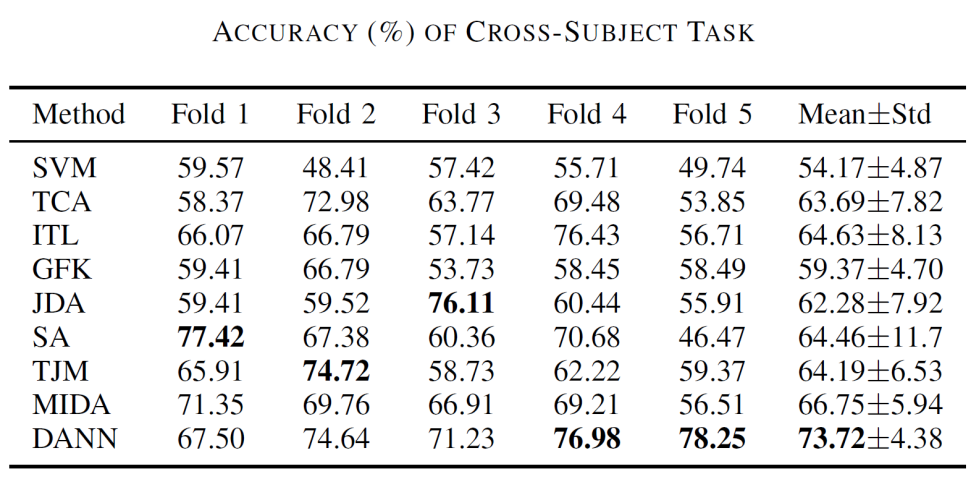 ACCURACY (%) OF CROSS-SUBJECT TASK
Method Fold 1 Fold 2 Fold 3 Fold 4 Fold 5 Mean±Std
SVM 59.57 48.41 57.42 55.71 49.74 54.17±4.87
TCA 58.37 72.98 63.77 69.48 53.85 63.69±7.82
ITL 66.07 66.79 57.14 76.43 56.71 64.63±8.13
GFK 59.41 66.79 53.73 58.45 58.49 59.37±4.70
JDA 59.41 59.52 76.11 60.44 55.91 62.28±7.92
SA 77.42 67.38 60.36 70.68 46.47 64.46±11.7
TJM 65.91 74.72 58.73 62.22 59.37 64.19±6.53
MIDA 71.35 69.76 66.91 69.21 56.51 66.75±5.94
DANN 67.50 74.64 71.23 76.98 78.25 73.72±4.38